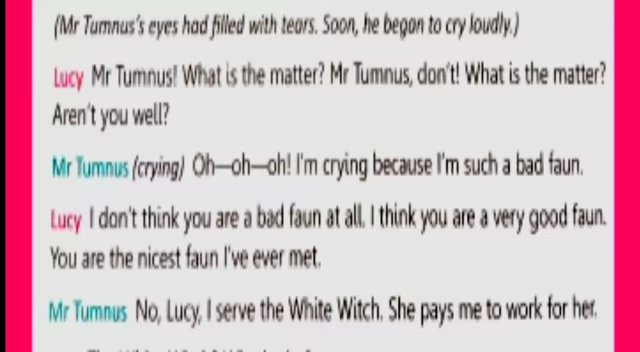 (Mr Tumnus's eyes had filled with tears. Soon, he began to cry loudly.)
Lucy Mr Tumnus! What is the matter? Mr Tumnus, don't! What is the matter?
Aren't you well?
Mr Tumnus (crying) Oh—oh—oh! I'm crying because I'm such a bad faun.
Lucy I don't think you are a bad faun at all. I think you are a very good faun.
You are the nicest faun I've ever met.
Mr Tumnus No, Lucy, I serve the White Witch. She pays me to work for her.